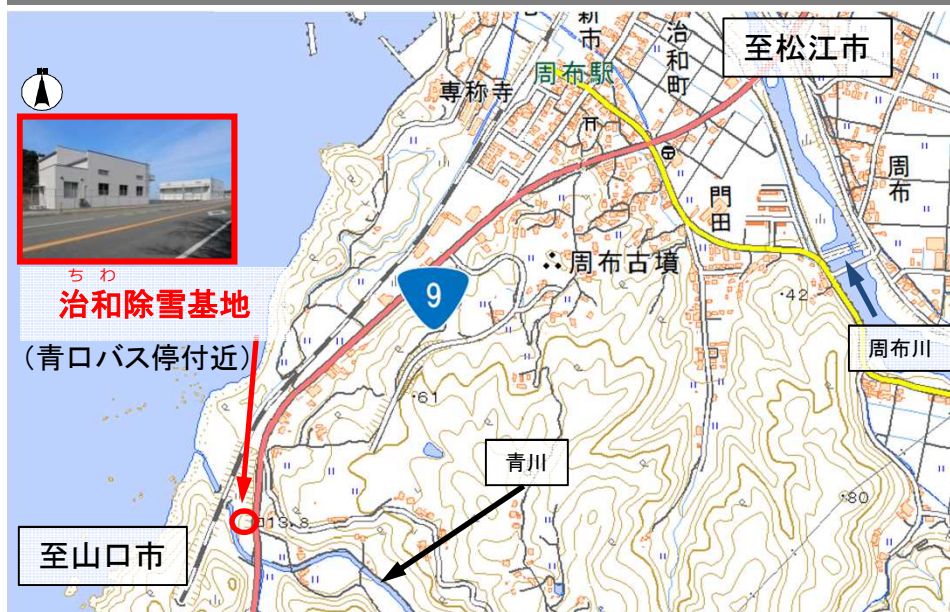 新市
治和町
至松江市
周布駅
専称寺
門田
周布
周布古墳
ちわ
治和除雪基地
（青口バス停付近）
9
・42
周布川
・61
青川
・80
13.8
至山口市